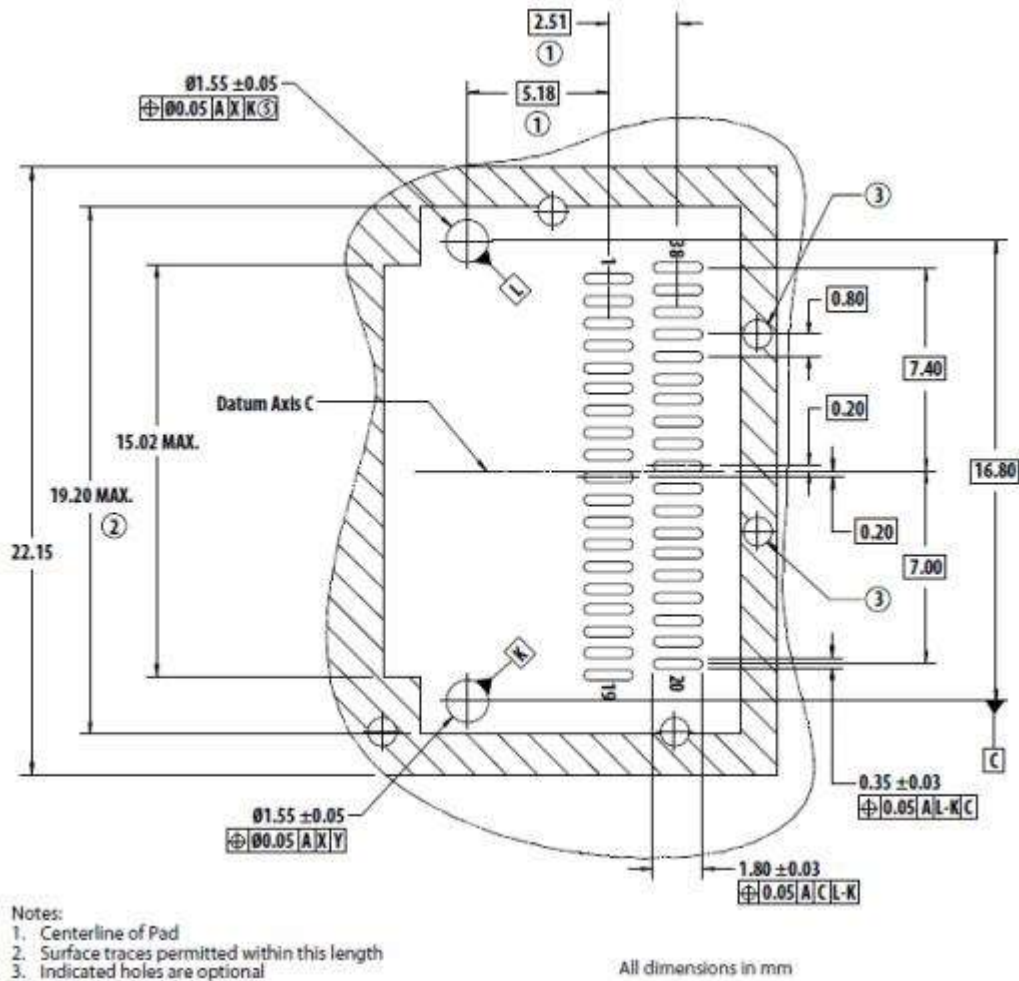 2.51
①
Ø1.55 ±0.05
⌖ Ø0.05 A X K Ⓢ
5.18
①
③
1
38
L
0.80
7.40
Datum Axis C
0.20
15.02 MAX.
16.80
19.20 MAX.
②
0.20
22.15
7.00
③
K
19
20
C
0.35 ±0.03
⌖ 0.05 A L-K C
Ø1.55 ±0.05
⌖ Ø0.05 A X Y
1.80 ±0.03
⌖ 0.05 A C L-K
Notes:
1. Centerline of Pad
2. Surface traces permitted within this length
3. Indicated holes are optional
All dimensions in mm